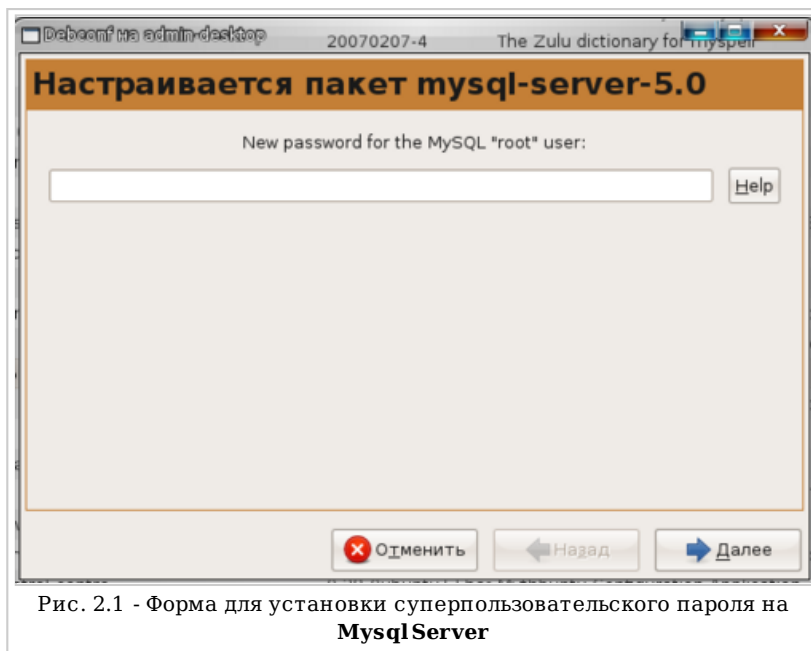 Debconf на admin-desktop
20070207-4 The Zulu dictionary for myspell
Настраивается пакет mysql-server-5.0
New password for the MySQL "root" user:
Help
Отменить Назад Далее
Рис. 2.1 - Форма для установки суперпользовательского пароля на
Mysql Server